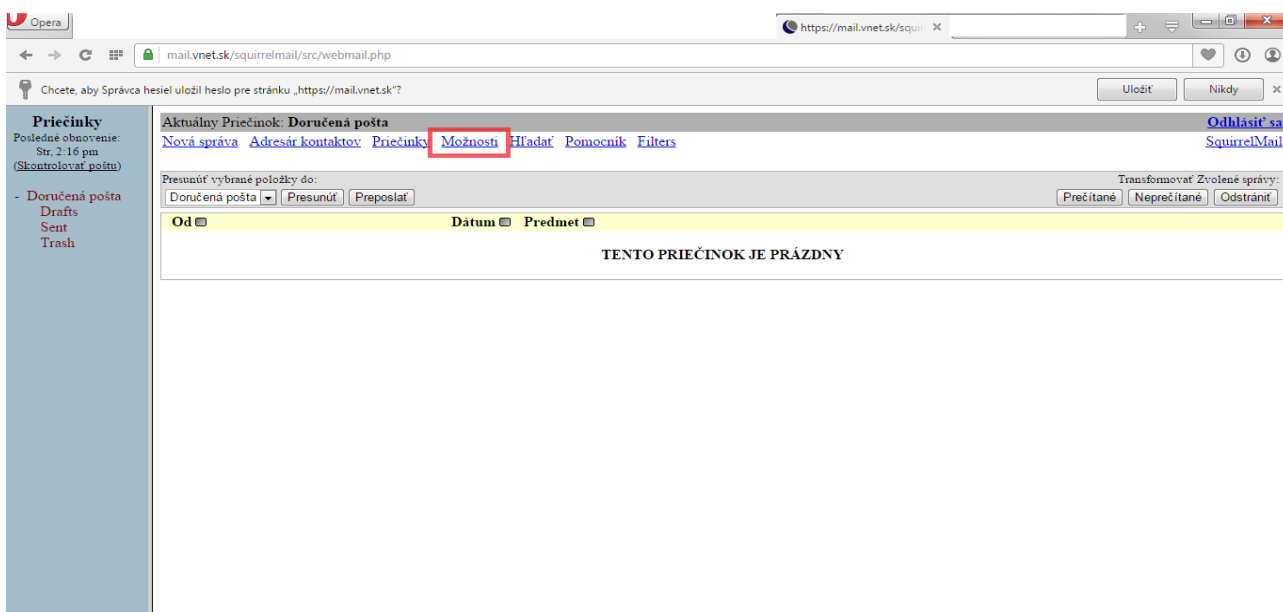 Opera
https://mail.vnet.sk/squir
mail.vnet.sk/squirrelmail/src/webmail.php
Chcete, aby Správca hesiel uložil heslo pre stránku „https://mail.vnet.sk"?
Uložiť
Nikdy
Priečinky
Posledné obnovenie:
Str, 2:16 pm
(Skontrolovať poštu)
- Doručená pošta
Drafts
Sent
Trash
Aktuálny Priečinok: Doručená pošta
Odhlásiť sa
Nová správa Adresár kontaktov Priečinky Možnosti Hľadať Pomocník Filters
SquirrelMail
Presunúť vybrané položky do:
Transformovať Zvolené správy:
Doručená pošta Presunúť Preposlať
Prečítané Neprečítané Odstrániť
Od Dátum Predmet
TENTO PRIEČINOK JE PRÁZDNY